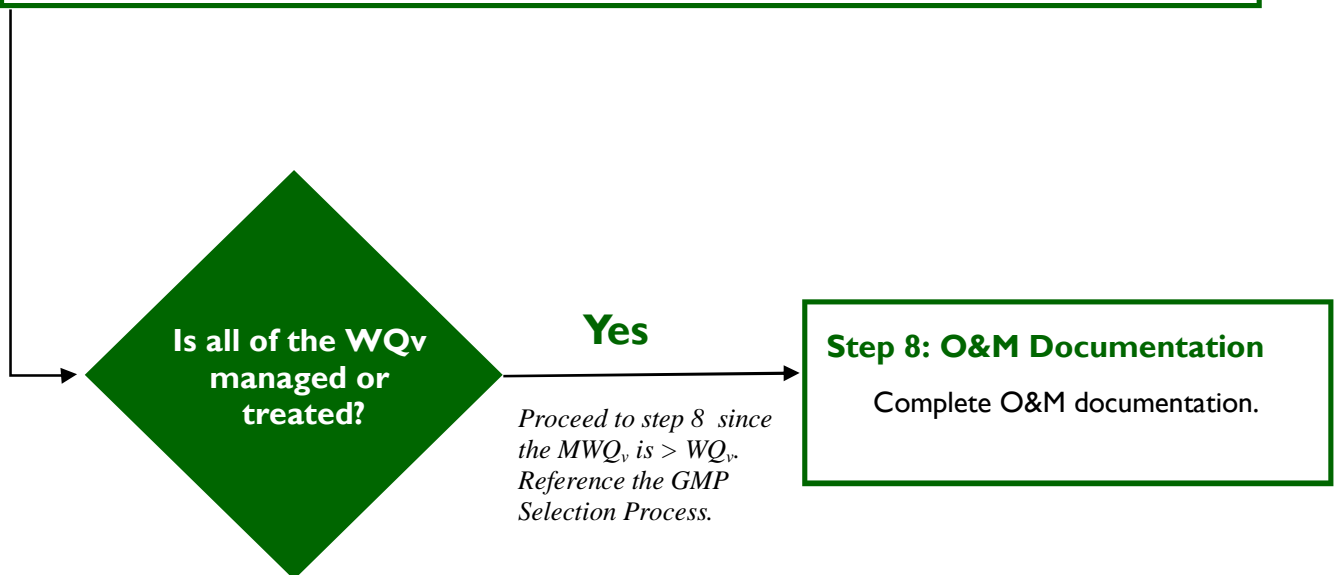 Is all of the WQv
managed or
treated?
Yes
Proceed to step 8 since
the MWQv is > WQv.
Reference the GMP
Selection Process.
Step 8: O&M Documentation
Complete O&M documentation.